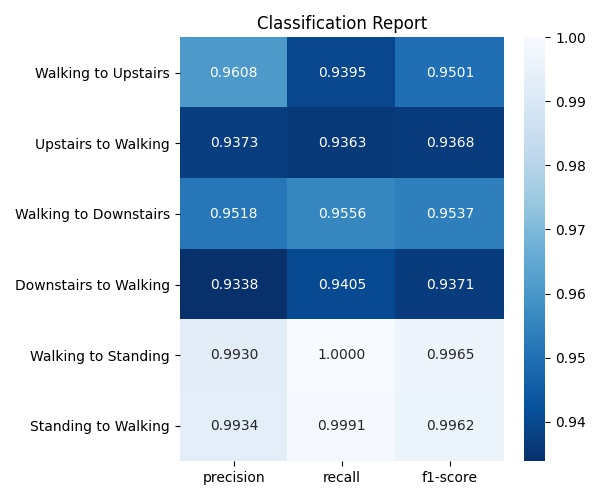 Classification Report
Walking to Upstairs 0.9608 0.9395 0.9501
Upstairs to Walking 0.9373 0.9363 0.9368
Walking to Downstairs 0.9518 0.9556 0.9537
Downstairs to Walking 0.9338 0.9405 0.9371
Walking to Standing 0.9930 1.0000 0.9965
Standing to Walking 0.9934 0.9991 0.9962
precision recall f1-score
1.00
0.99
0.98
0.97
0.96
0.95
0.94